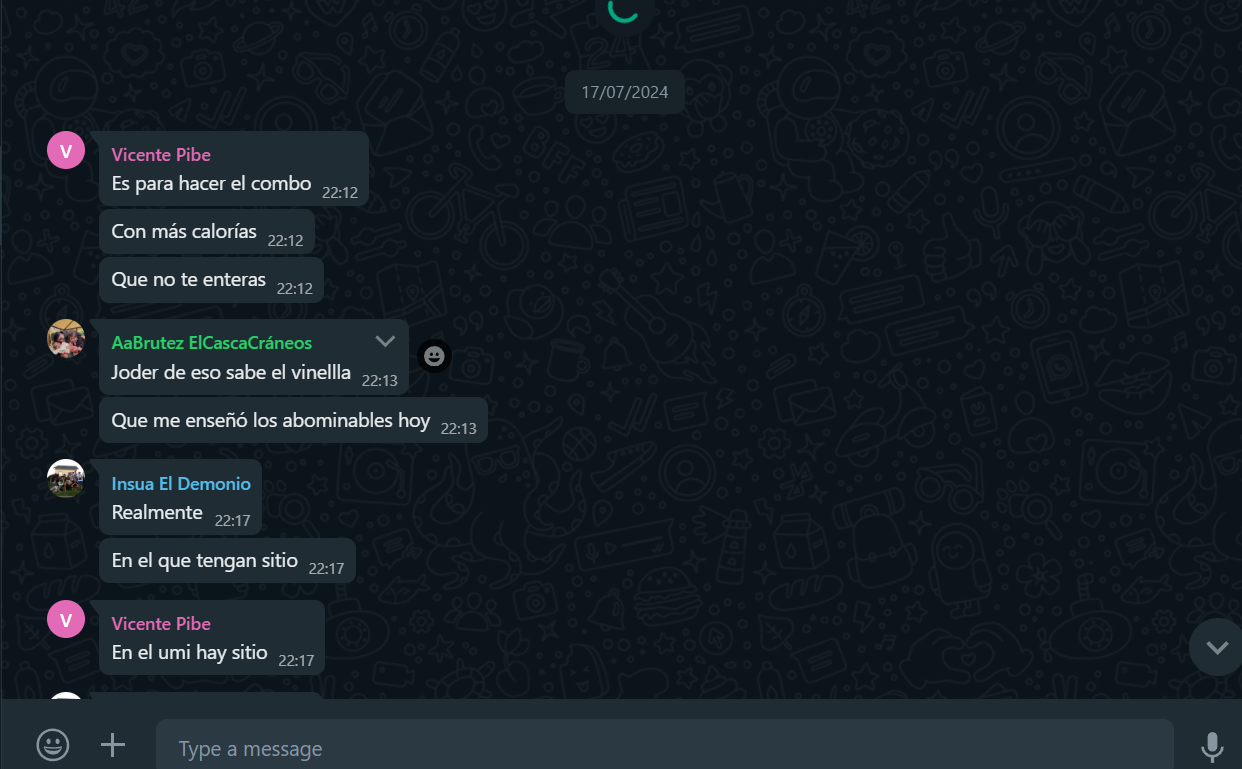 17/07/2024
Vicente Pibe
Es para hacer el combo 22:12
Con más calorías 22:12
Que no te enteras 22:12
AaBrutez ElCascaCráneos
Joder de eso sabe el vinellla 22:13
Que me enseñó los abominables hoy 22:13
Insua El Demonio
Realmente 22:17
En el que tengan sitio 22:17
Vicente Pibe
En el umi hay sitio 22:17
Type a message